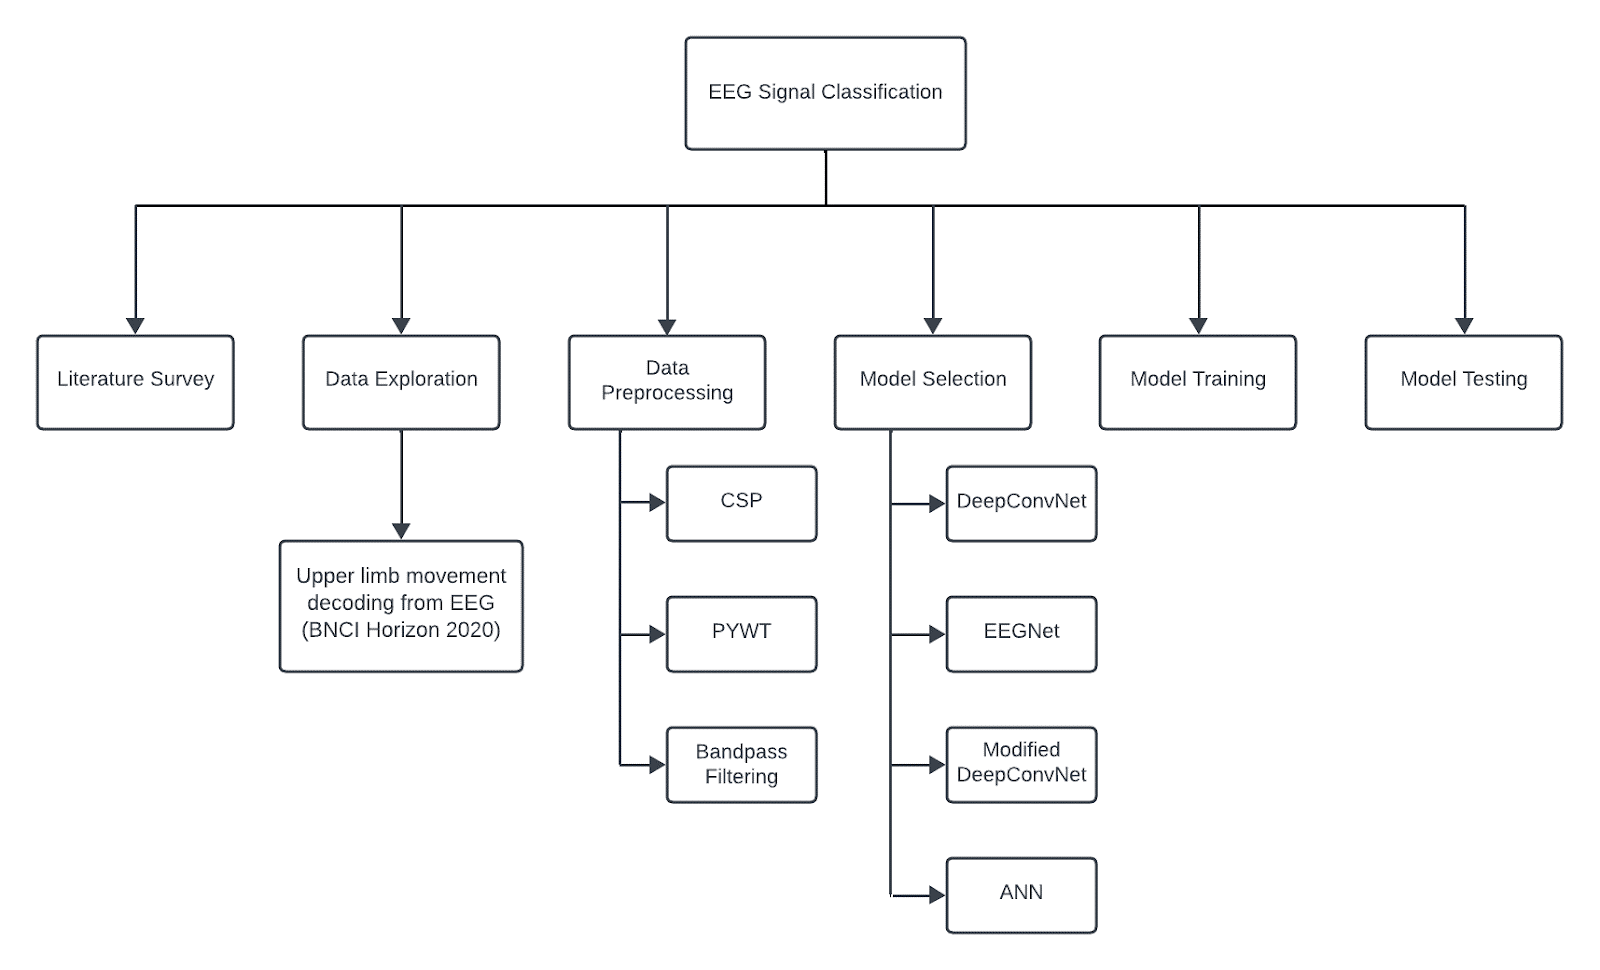 EEG Signal Classification
Literature Survey
Data Exploration
Data
Preprocessing
Model Selection
Model Training
Model Testing
Upper limb movement
decoding from EEG
(BNCI Horizon 2020)
CSP
PYWT
Bandpass
Filtering
DeepConvNet
EEGNet
Modified
DeepConvNet
ANN